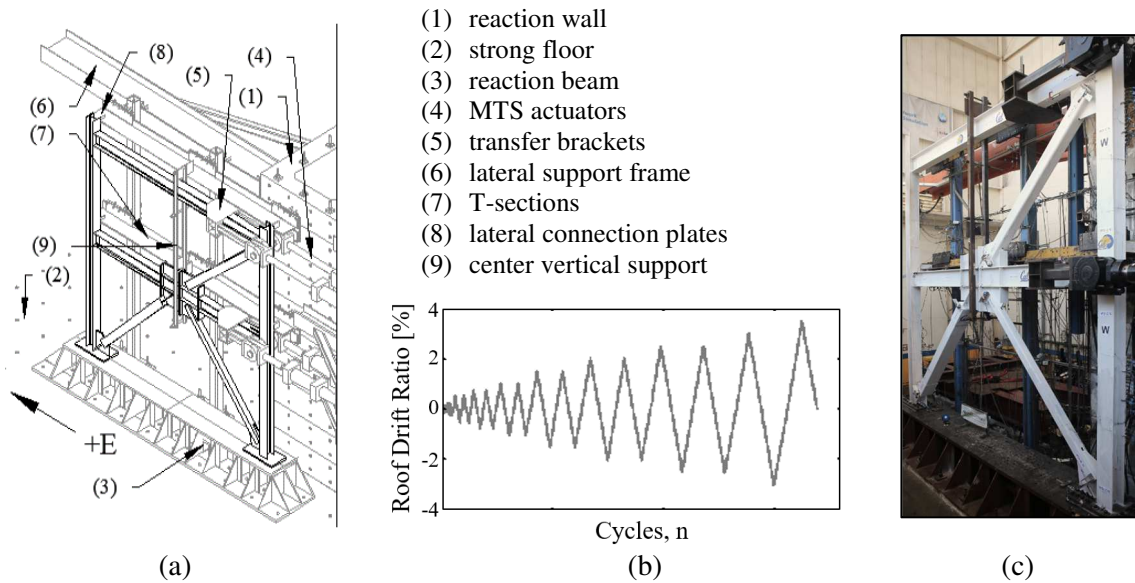 (8)
(4)
(5)
(1)
(6)
(7)
(9)
(2)
+E
(3)
(a)
(1) reaction wall
(2) strong floor
(3) reaction beam
(4) MTS actuators
(5) transfer brackets
(6) lateral support frame
(7) T-sections
(8) lateral connection plates
(9) center vertical support
Roof Drift Ratio [%]
4
2
0
-2
-4
Cycles, n
(b)
W
W
(c)